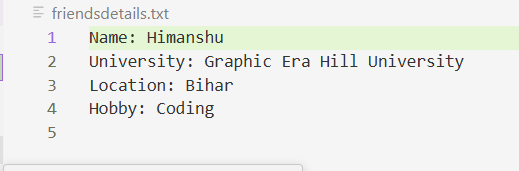 friendsdetails.txt
1 Name: Himanshu
2 University: Graphic Era Hill University
3 Location: Bihar
4 Hobby: Coding
5